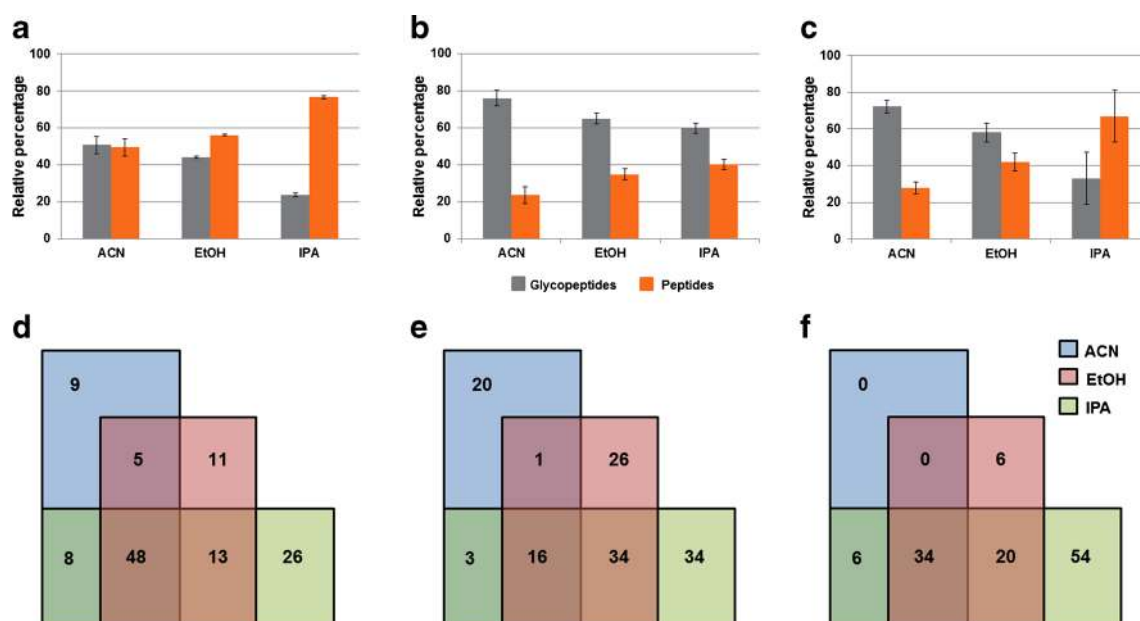 a
Relative percentage
100
80
60
40
20
0
ACN EtOH IPA
b
Relative percentage
100
80
60
40
20
0
ACN EtOH IPA
c
Relative percentage
100
80
60
40
20
0
ACN EtOH IPA
Glycopeptides Peptides
d
9
5 11
8 48 13 26
e
20
1 26
3 16 34 34
f
0
0 6
6 34 20 54
ACN
EtOH
IPA